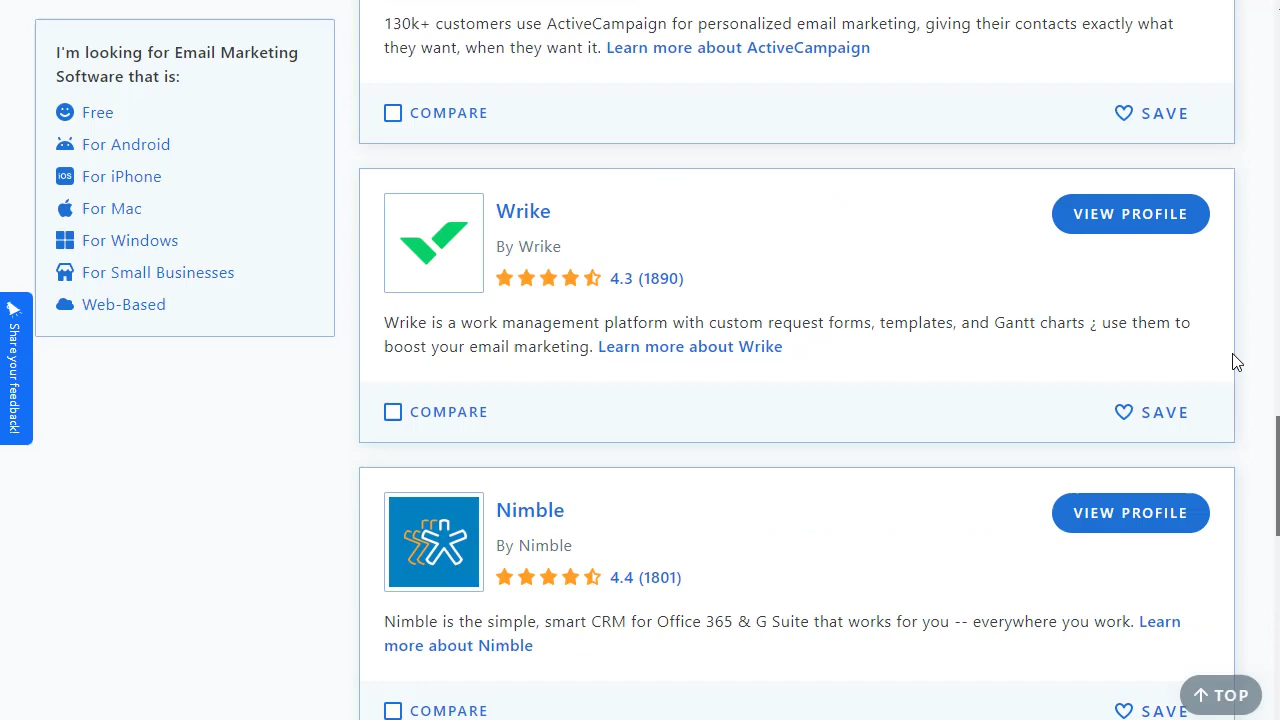 I'm looking for Email Marketing
Software that is:
Free
For Android
iOS
For iPhone
For Mac
For Windows
For Small Businesses
Web-Based
Share your feedback!
130k+ customers use ActiveCampaign for personalized email marketing, giving their contacts exactly what
they want, when they want it. Learn more about ActiveCampaign
COMPARE
SAVE
Wrike
VIEW PROFILE
By Wrike
4.3 (1890)
Wrike is a work management platform with custom request forms, templates, and Gantt charts ¿ use them to
boost your email marketing. Learn more about Wrike
COMPARE
SAVE
Nimble
VIEW PROFILE
By Nimble
4.4 (1801)
Nimble is the simple, smart CRM for Office 365 & G Suite that works for you -- everywhere you work. Learn
more about Nimble
COMPARE
SAVE
TOP